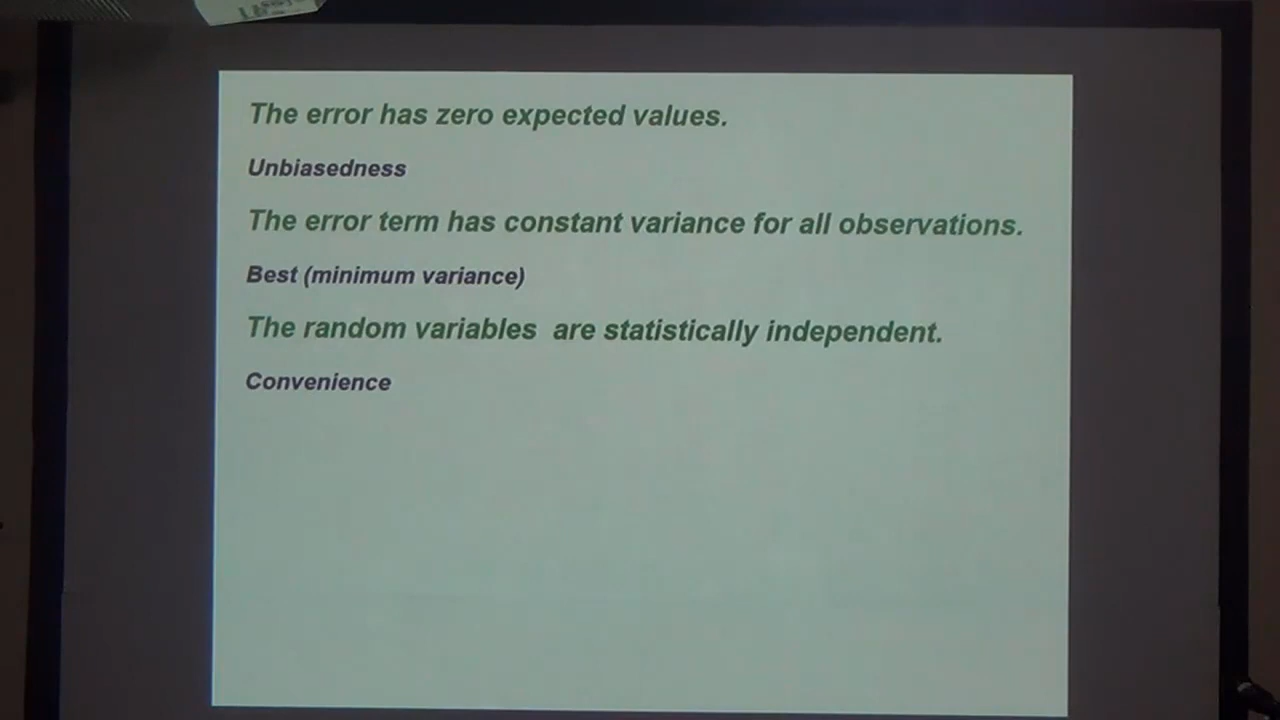 The error has zero expected values.
Unbiasedness
The error term has constant variance for all observations.
Best (minimum variance)
The random variables are statistically independent.
Convenience